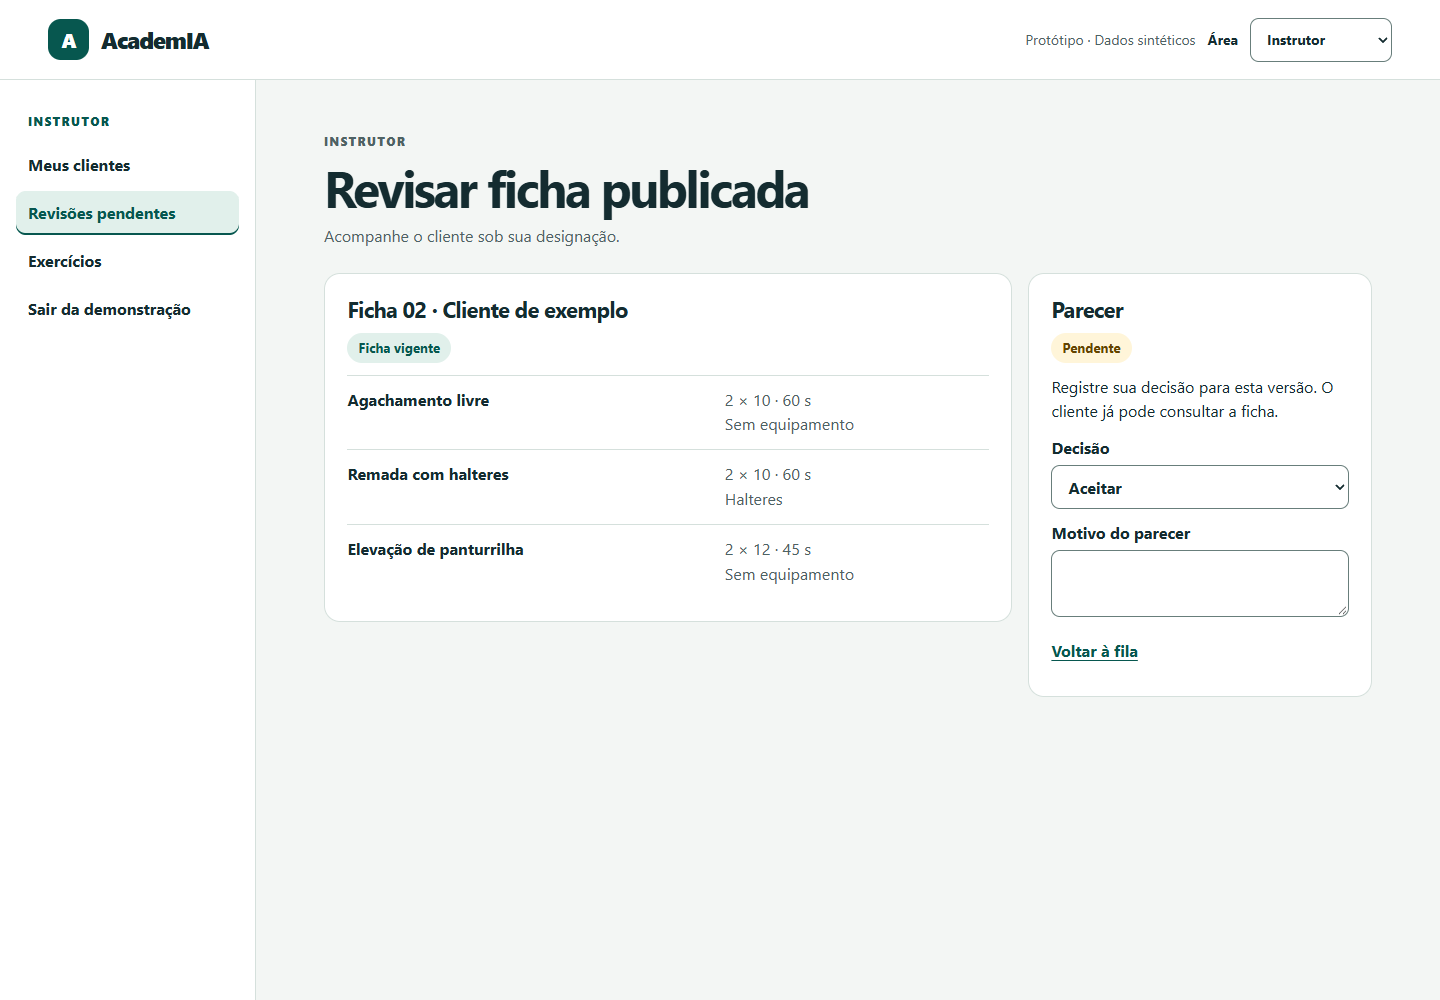 A
AcademIA
Protótipo · Dados sintéticos
Área
Instrutor
INSTRUTOR
Meus clientes
Revisões pendentes
Exercícios
Sair da demonstração
INSTRUTOR
Revisar ficha publicada
Acompanhe o cliente sob sua designação.
Ficha 02 · Cliente de exemplo
Ficha vigente
Agachamento livre
2 × 10 · 60 s
Sem equipamento
Remada com halteres
2 × 10 · 60 s
Halteres
Elevação de panturrilha
2 × 12 · 45 s
Sem equipamento
Parecer
Pendente
Registre sua decisão para esta versão. O
cliente já pode consultar a ficha.
Decisão
Aceitar
Motivo do parecer
Voltar à fila